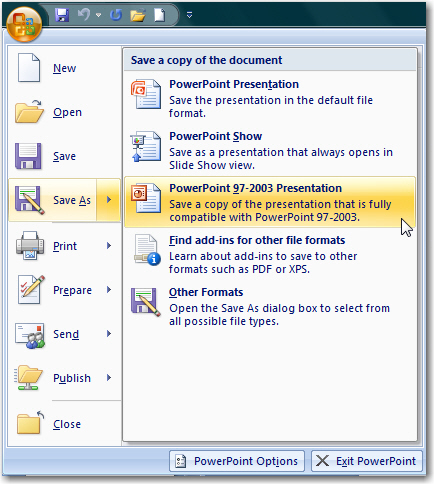 New
Open
Save
Save As
Print
Prepare
Send
Publish
Close
Save a copy of the document
PowerPoint Presentation
Save the presentation in the default file
format.
PowerPoint Show
Save as a presentation that always opens in
Slide Show view.
PowerPoint 97-2003 Presentation
Save a copy of the presentation that is fully
compatible with PowerPoint 97-2003.
Find add-ins for other file formats
Learn about add-ins to save to other
formats such as PDF or XPS.
Other Formats
Open the Save As dialog box to select from
all possible file types.
PowerPoint Options
Exit PowerPoint